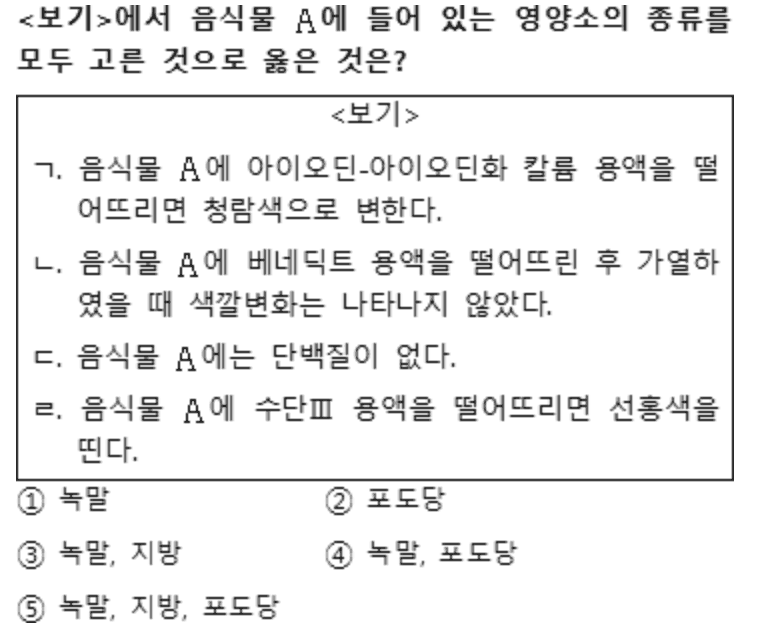 <보기>에서 음식물 A에 들어 있는 영양소의 종류를
모두 고른 것으로 옳은 것은?
<보기>
ㄱ. 음식물 A에 아이오딘-아이오딘화 칼륨 용액을 떨
어뜨리면 청람색으로 변한다.
ㄴ. 음식물 A에 베네딕트 용액을 떨어뜨린 후 가열하
였을 때 색깔변화는 나타나지 않았다.
ㄷ. 음식물 A에는 단백질이 없다.
ㄹ. 음식물 A에 수단Ⅲ 용액을 떨어뜨리면 선홍색을
띤다.
① 녹말 ② 포도당
③ 녹말, 지방 ④ 녹말, 포도당
⑤ 녹말, 지방, 포도당